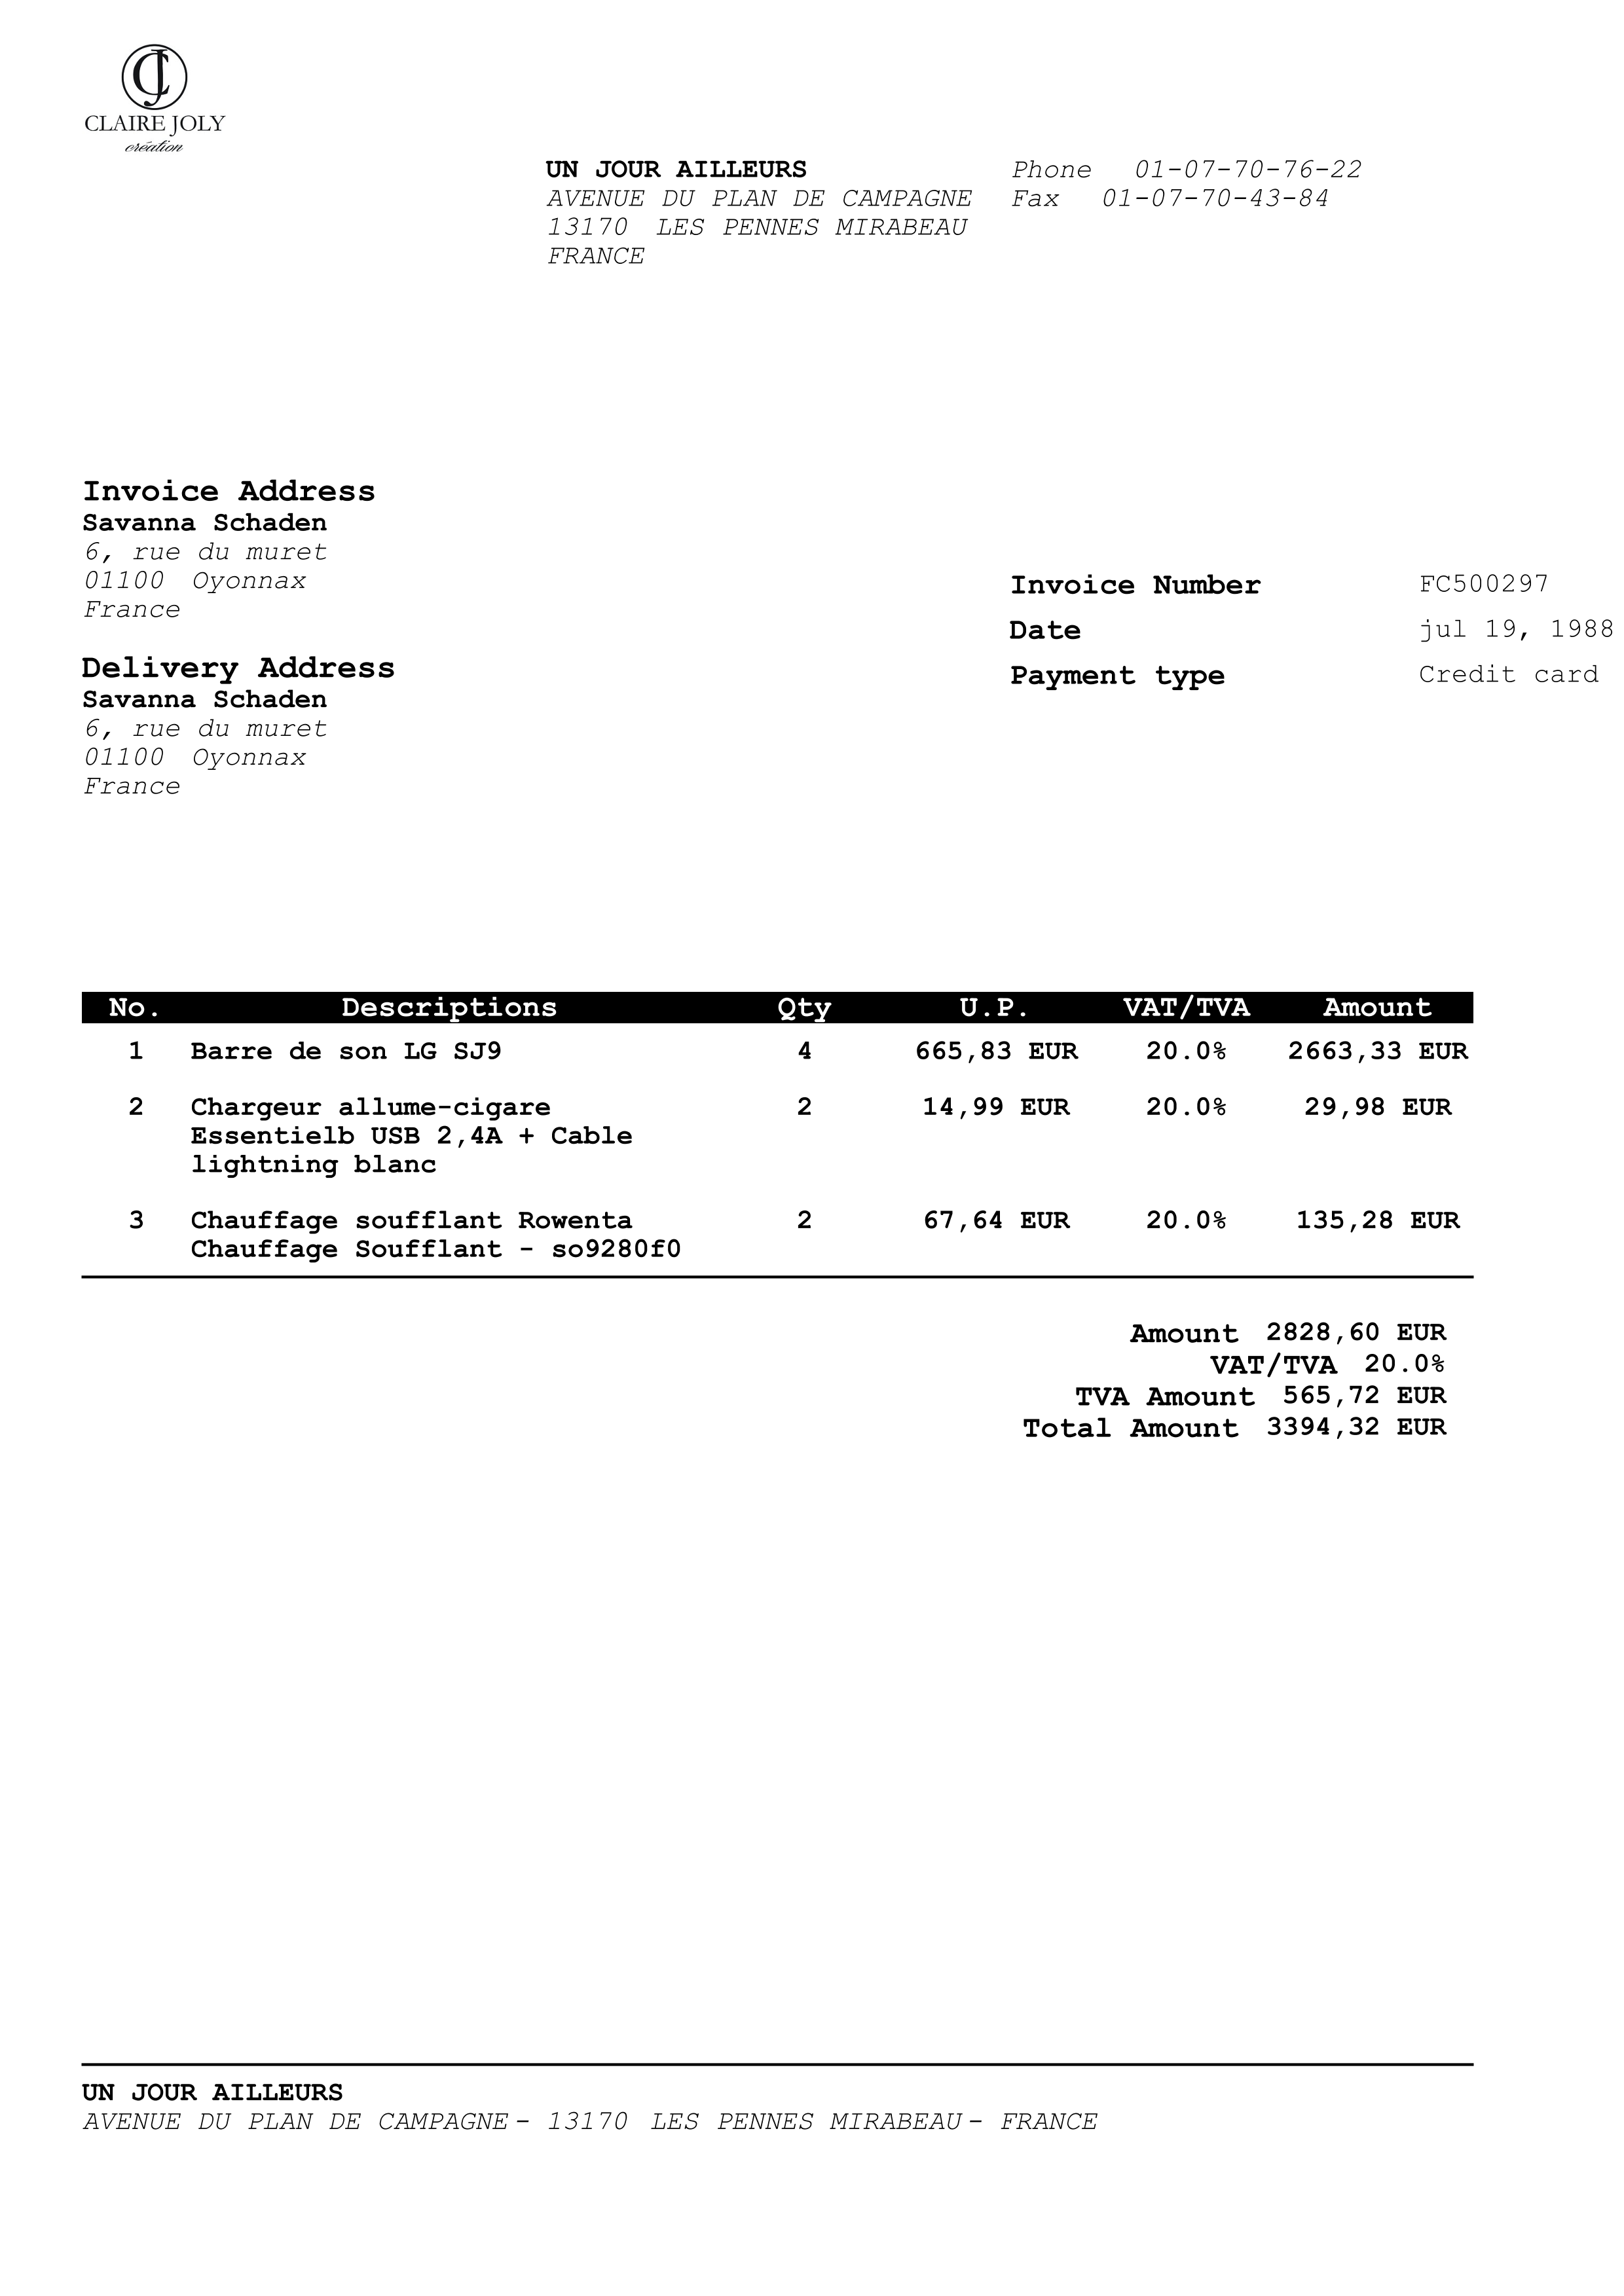 CJ
CLAIRE JOLY
création
UN JOUR AILLEURS
AVENUE DU PLAN DE CAMPAGNE
13170 LES PENNES MIRABEAU
FRANCE
Phone 01-07-70-76-22
Fax 01-07-70-43-84
Invoice Address
Savanna Schaden
6, rue du muret
01100 Oyonnax
France
Delivery Address
Savanna Schaden
6, rue du muret
01100 Oyonnax
France
Invoice Number FC500297
Date jul 19, 1988
Payment type Credit card
No. Descriptions Qty U.P. VAT/TVA Amount
1 Barre de son LG SJ9 4 665,83 EUR 20.0% 2663,33 EUR
2 Chargeur allume-cigare 2 14,99 EUR 20.0% 29,98 EUR
Essentielb USB 2,4A + Cable
lightning blanc
3 Chauffage soufflant Rowenta 2 67,64 EUR 20.0% 135,28 EUR
Chauffage Soufflant - so9280f0
Amount 2828,60 EUR
VAT/TVA 20.0%
TVA Amount 565,72 EUR
Total Amount 3394,32 EUR
UN JOUR AILLEURS
AVENUE DU PLAN DE CAMPAGNE - 13170 LES PENNES MIRABEAU - FRANCE